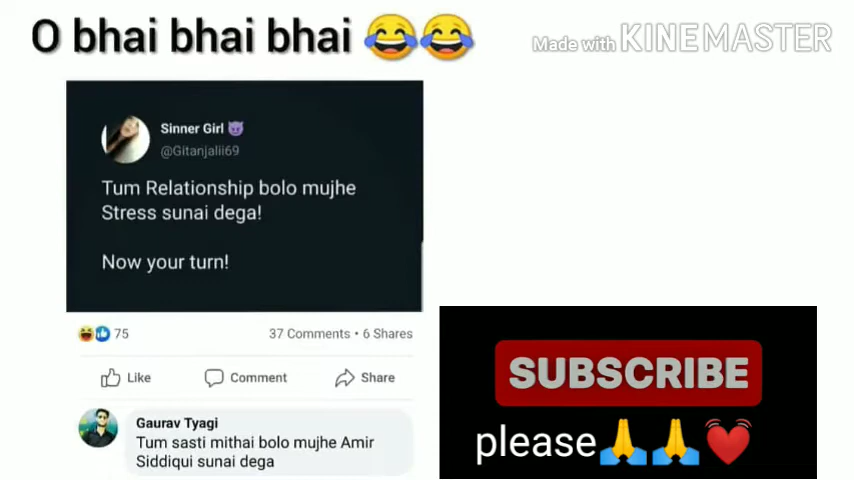 O bhai bhai bhai 😂😂
Made with KINEMASTER
Sinner Girl 😈
@Gitanjalii69
Tum Relationship bolo mujhe
Stress sunai dega!
Now your turn!
75
37 Comments • 6 Shares
Like
Comment
Share
Gaurav Tyagi
Tum sasti mithai bolo mujhe Amir
Siddiqui sunai dega
SUBSCRIBE
please🙏🙏💓